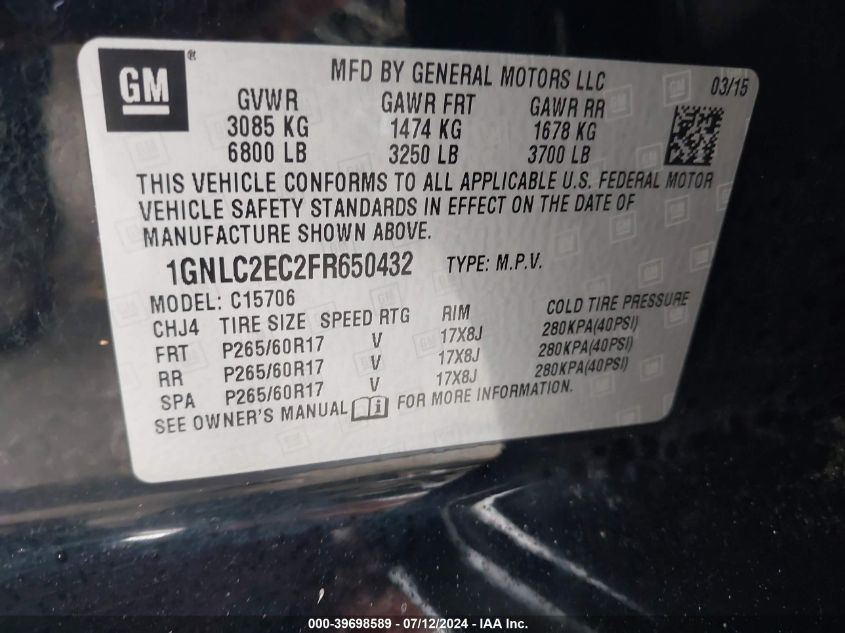 GM ®
MFD BY GENERAL MOTORS LLC
03/15
GVWR GAWR FRT GAWR RR
3085 KG 1474 KG 1678 KG
6800 LB 3250 LB 3700 LB
THIS VEHICLE CONFORMS TO ALL APPLICABLE U.S. FEDERAL MOTOR
VEHICLE SAFETY STANDARDS IN EFFECT ON THE DATE OF
MANUFACTURE SHOWN ABOVE.
1GNLC2EC2FR650432 TYPE: M.P.V.
MODEL: C15706
CHJ4 TIRE SIZE SPEED RTG RIM COLD TIRE PRESSURE
FRT P265/60R17 V 17X8J 280KPA(40PSI)
RR P265/60R17 V 17X8J 280KPA(40PSI)
SPA P265/60R17 V 17X8J 280KPA(40PSI)
SEE OWNER'S MANUAL FOR MORE INFORMATION.
000-39698589 - 07/12/2024 - IAA Inc.